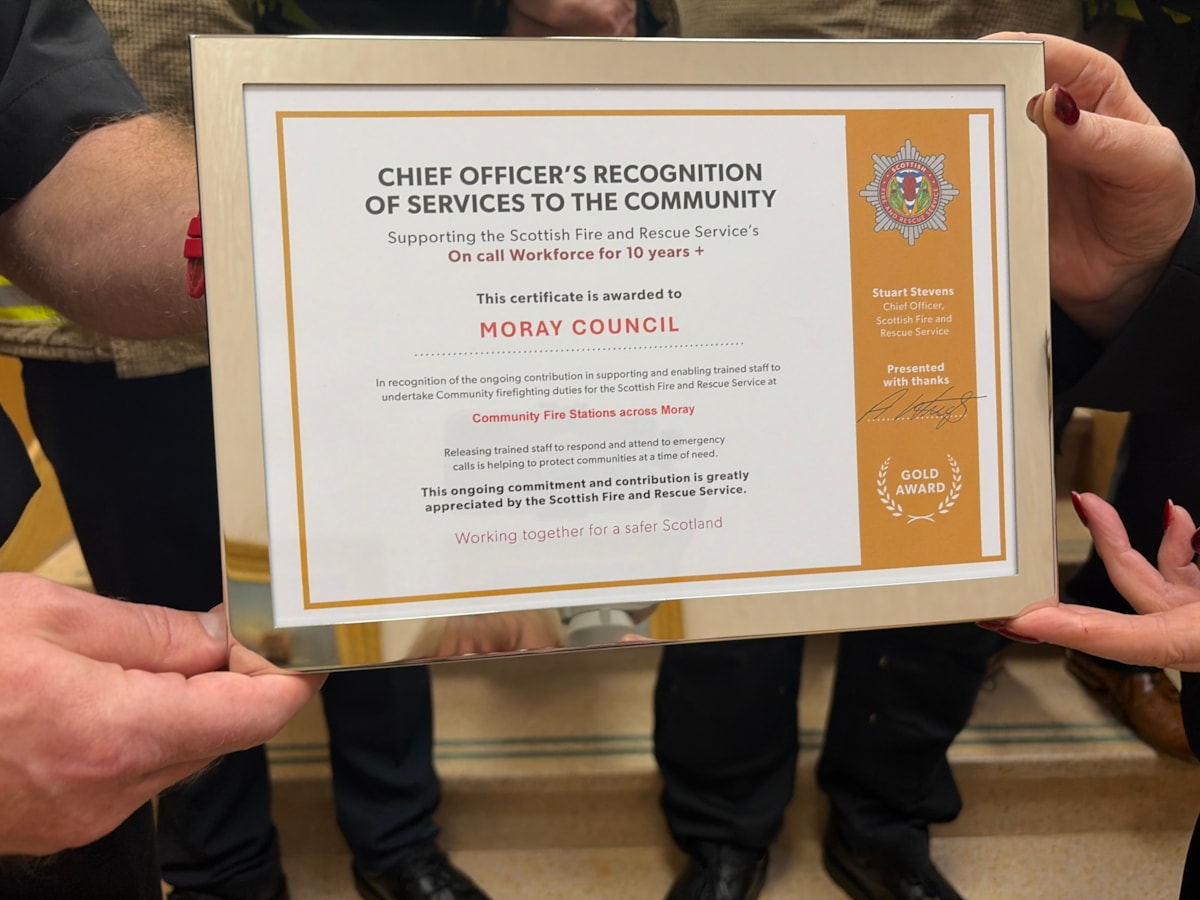 CHIEF OFFICER'S RECOGNITION
OF SERVICES TO THE COMMUNITY
Supporting the Scottish Fire and Rescue Service's
On call Workforce for 10 years +
This certificate is awarded to
MORAY COUNCIL
In recognition of the ongoing contribution in supporting and enabling trained staff to
undertake Community firefighting duties for the Scottish Fire and Rescue Service at
Community Fire Stations across Moray
Releasing trained staff to respond and attend to emergency
calls is helping to protect communities at a time of need.
This ongoing commitment and contribution is greatly
appreciated by the Scottish Fire and Rescue Service.
Working together for a safer Scotland
SCOTTISH
FIRE AND RESCUE SERVICE
Stuart Stevens
Chief Officer,
Scottish Fire and
Rescue Service
Presented
with thanks
GOLD
AWARD